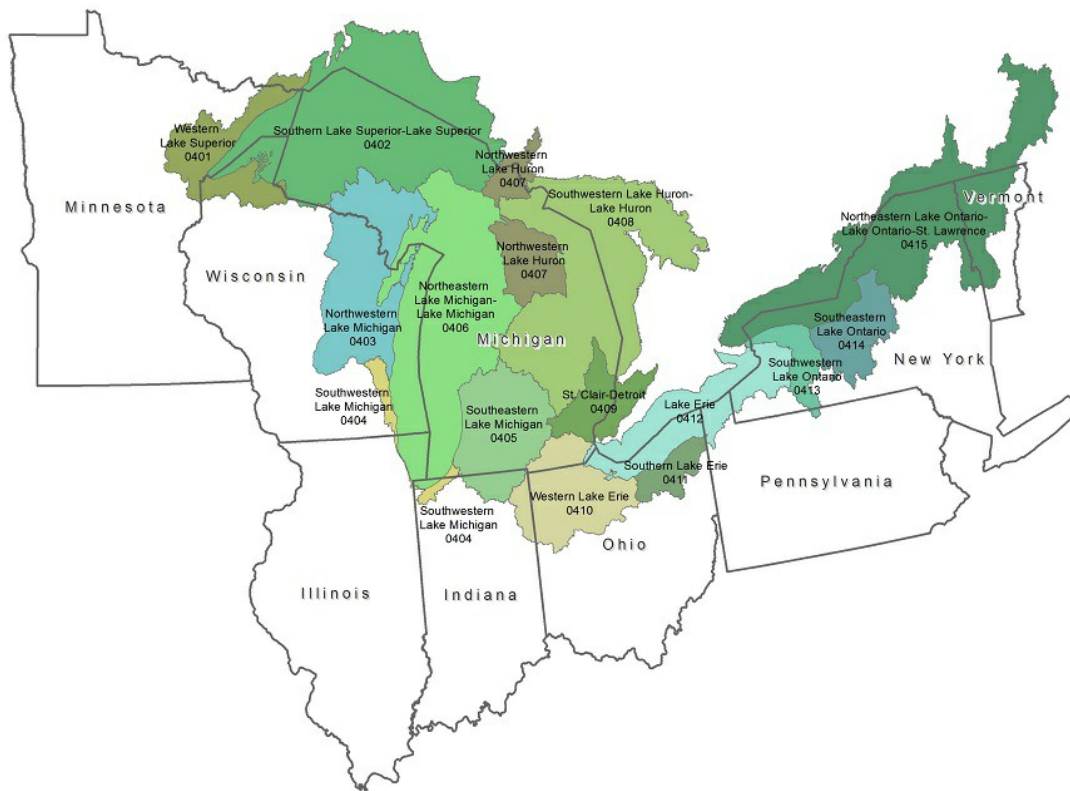 Western
Lake Superior
0401
Southern Lake Superior-Lake Superior
0402
Northwestern
Lake Huron
0407
Southwestern Lake Huron-
Lake Huron
0408
Minnesota
Vermont
Northeastern Lake Ontario-
Lake Ontario-St. Lawrence
0415
Wisconsin
Northwestern
Lake Huron
0407
Northeastern
Lake Michigan-
Lake Michigan
0406
Northwestern
Lake Michigan
0403
Michigan
Southeastern
Lake Ontario
0414
New York
Southwestern
Lake Ontario
0413
Southwestern
Lake Michigan
0404
St. Clair-Detroit
0409
Lake Erie
0412
Southeastern
Lake Michigan
0405
Southern Lake Erie
0411
Pennsylvania
Western Lake Erie
0410
Southwestern
Lake Michigan
0404
Ohio
Illinois
Indiana